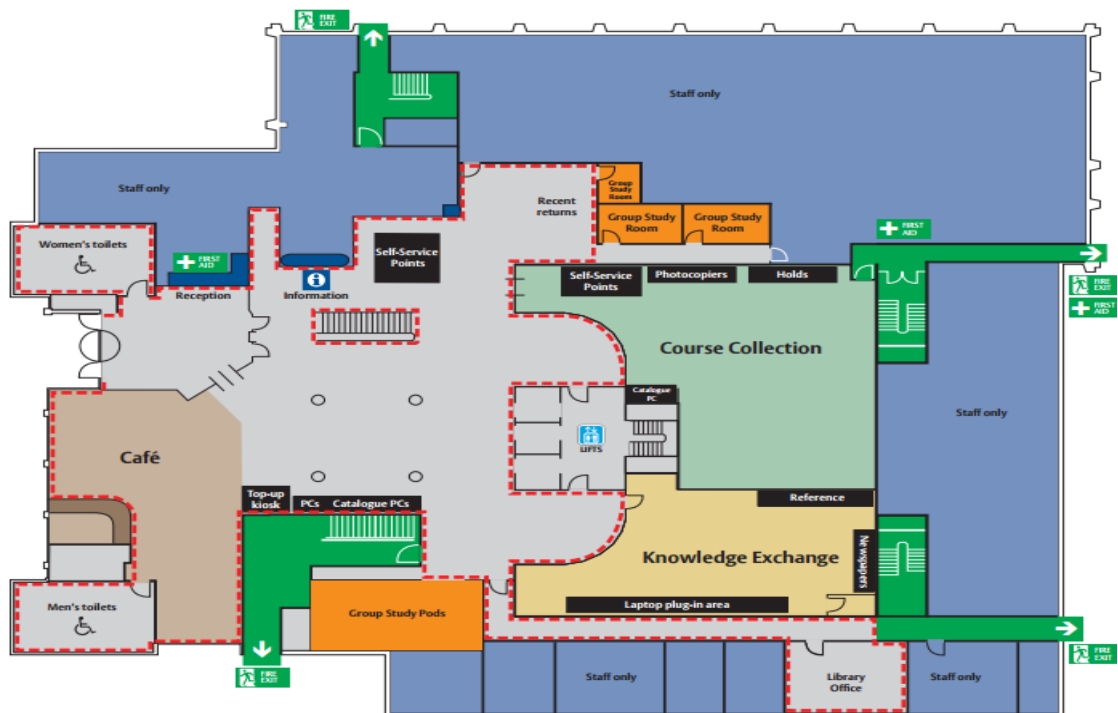 FIRE
EXIT
Staff only
Staff only
Group
Study
Room
Recent
returns
Group Study
Room
Group Study
Room
Women's toilets
FIRST
AID
Reception
Information
Self-Service
Points
FIRST
AID
FIRE
EXIT
FIRST
AID
Self-Service
Points
Photocopiers
Holds
Course Collection
Catalogue
PC
LIFTS
Staff only
Café
Top-up
kiosk
PCs
Catalogue PCs
Reference
Knowledge Exchange
Newspapers
Laptop plug-in area
Men's toilets
Group Study Pods
FIRE
EXIT
FIRE
EXIT
Staff only
Library
Office
Staff only